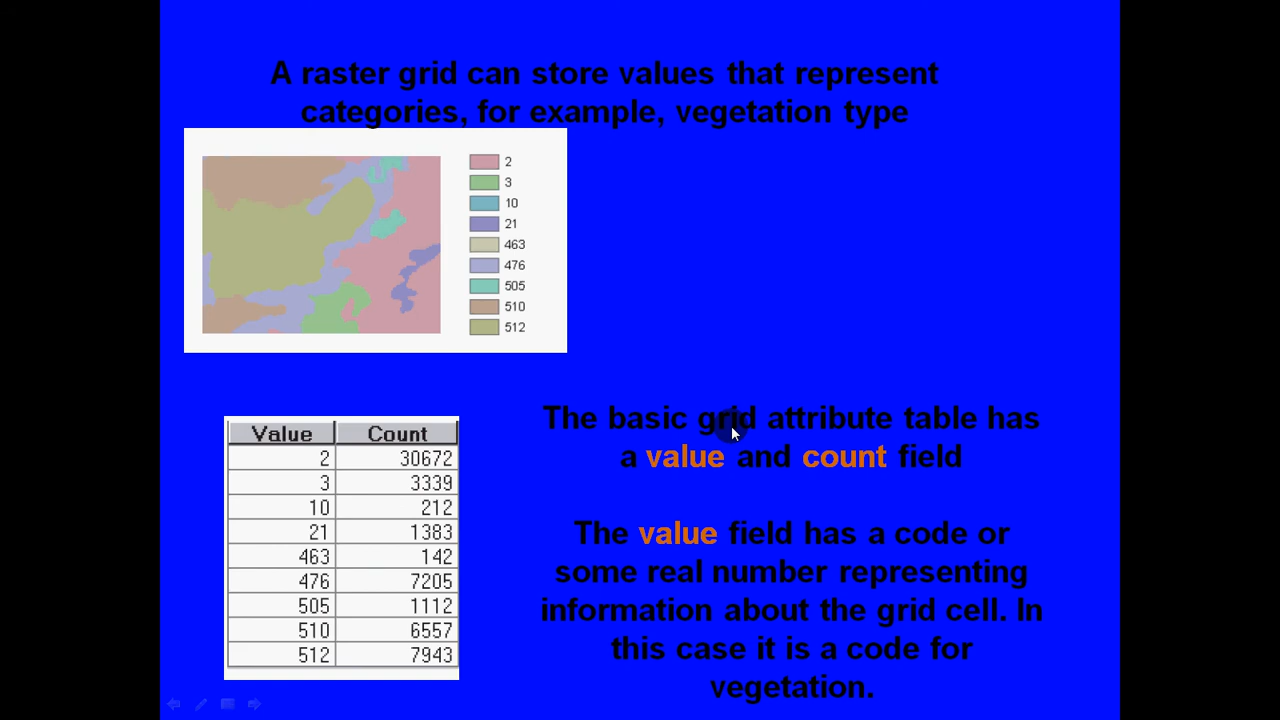 A raster grid can store values that represent
categories, for example, vegetation type
2
3
10
21
463
476
505
510
512
Value Count
2 30672
3 3339
10 212
21 1383
463 142
476 7205
505 1112
510 6557
512 7943
The basic grid attribute table has
a value and count field
The value field has a code or
some real number representing
information about the grid cell. In
this case it is a code for
vegetation.